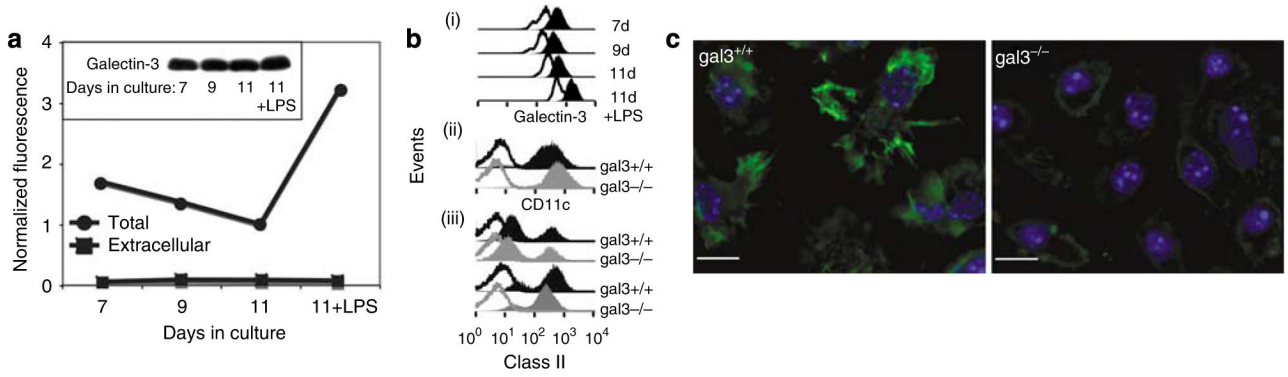 a
4
3
2
1
0
Normalized fluorescence
Galectin-3
Days in culture: 7 9 11 11
+LPS
Total
Extracellular
7 9 11 11+LPS
Days in culture
b
(i)
7d
9d
11d
11d
Galectin-3 +LPS
(ii)
gal3+/+
gal3–/–
CD11c
(iii)
gal3+/+
gal3–/–
gal3+/+
gal3–/–
Events
10⁰ 10¹ 10² 10³ 10⁴
Class II
c
gal3⁺/⁺
gal3⁻/⁻